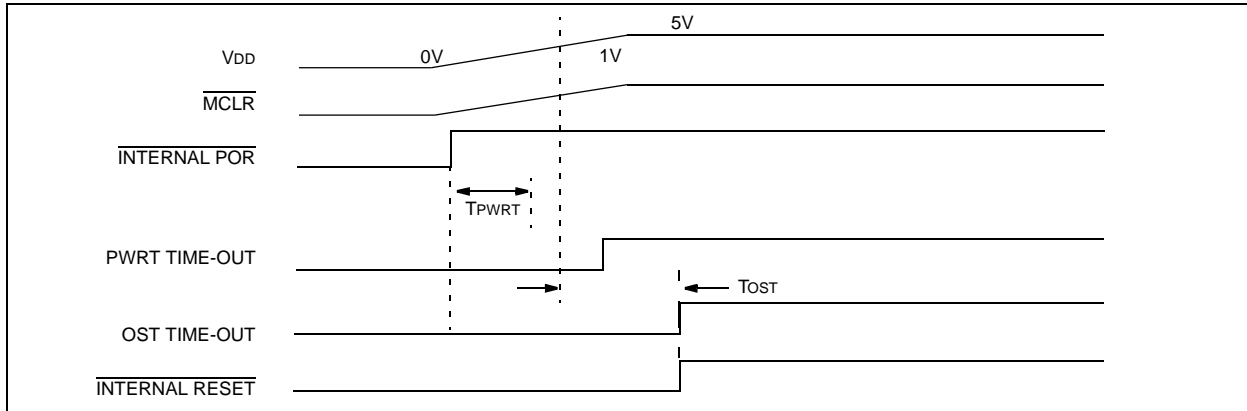 5V
VDD 0V 1V
MCLR
INTERNAL POR
TPWRT
PWRT TIME-OUT
TOST
OST TIME-OUT
INTERNAL RESET